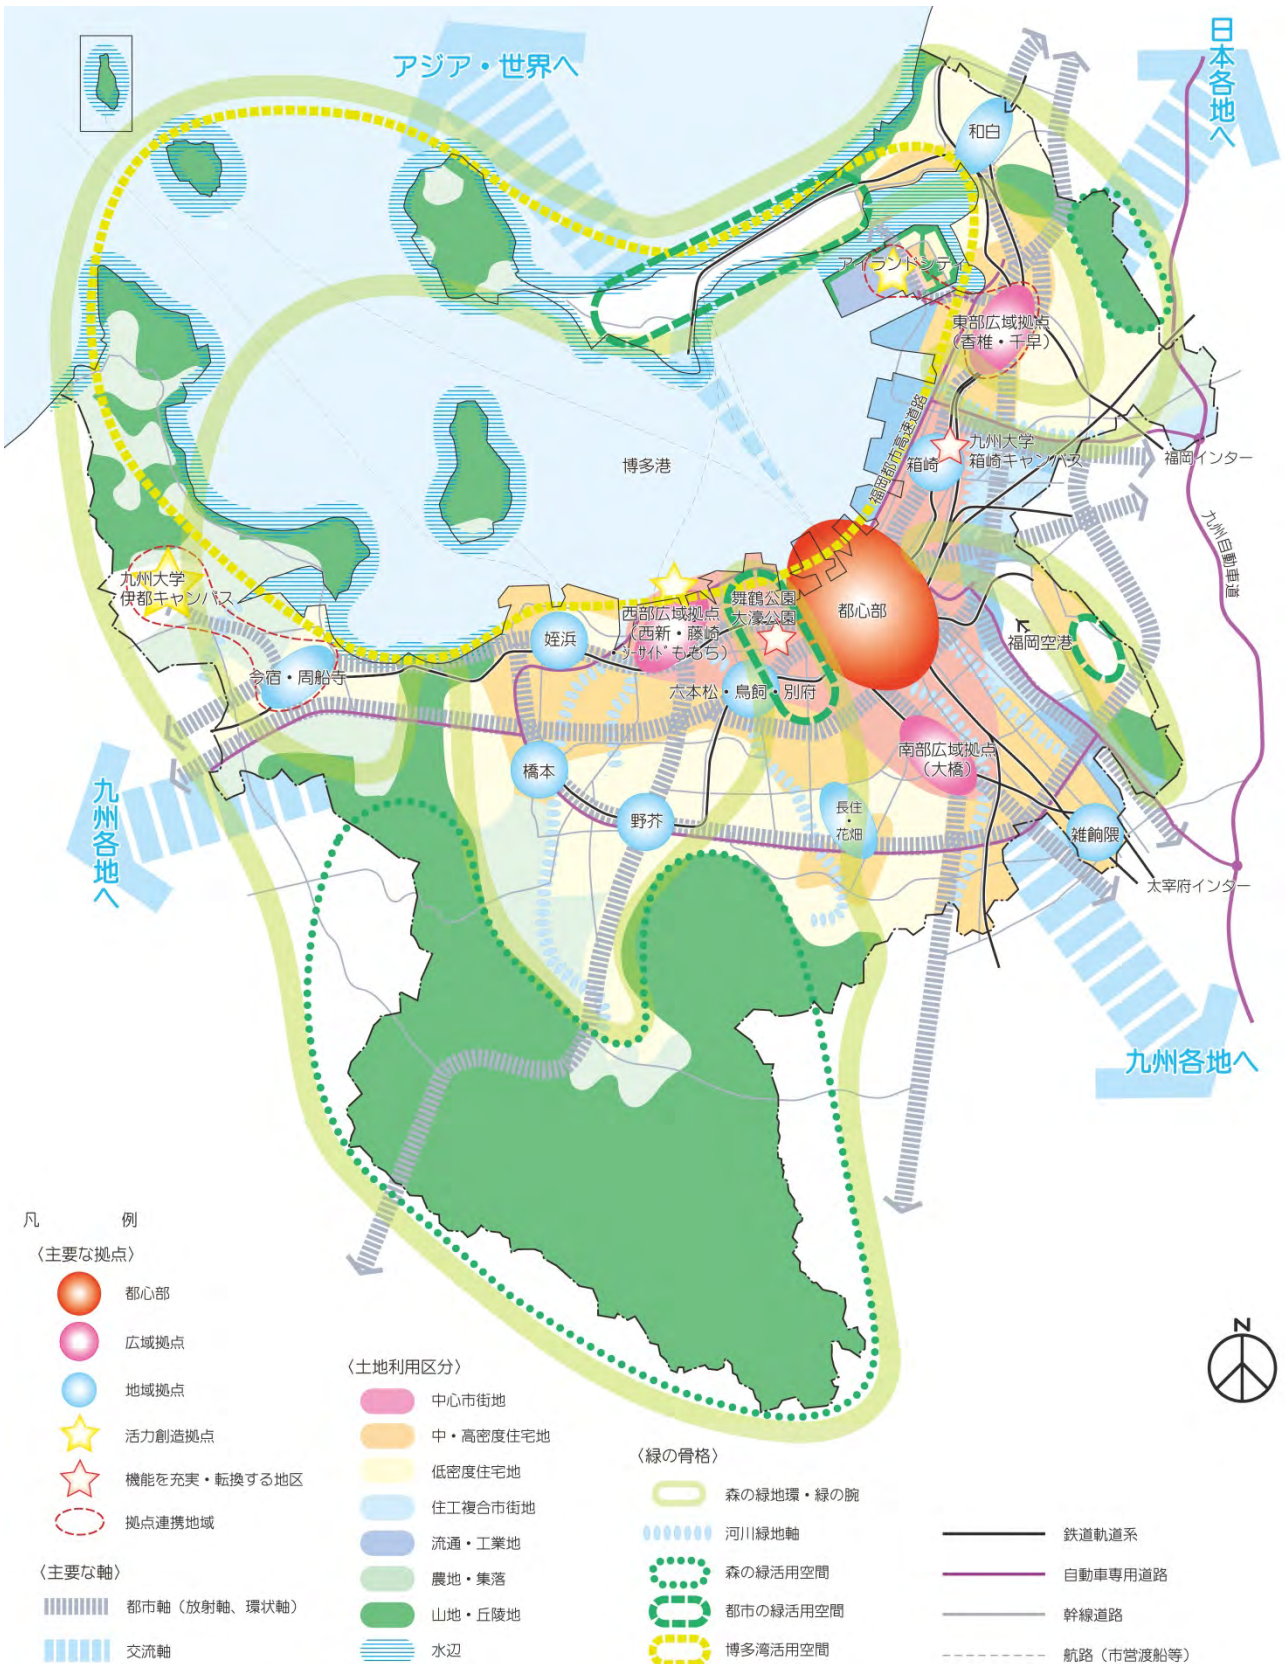 アジア・世界へ
日本各地へ
和白
アイランドシティ
東部広域拠点
（香椎・千早）
福岡都市高速道路
九州大学
箱崎キャンパス
箱崎
福岡インター
九州自動車道
博多港
九州大学
伊都キャンパス
今宿・周船寺
姪浜
西部広域拠点
（西新・藤崎
・ｼｰｻｲﾄﾞももち）
舞鶴公園
大濠公園
都心部
福岡空港
六本松・鳥飼・別府
南部広域拠点
（大橋）
橋本
野芥
長住
・
花畑
雑餉隈
太宰府インター
九州各地へ
九州各地へ
凡　例
〈主要な拠点〉
都心部
広域拠点
地域拠点
活力創造拠点
機能を充実・転換する地区
拠点連携地域
〈主要な軸〉
都市軸（放射軸、環状軸）
交流軸
〈土地利用区分〉
中心市街地
中・高密度住宅地
低密度住宅地
住工複合市街地
流通・工業地
農地・集落
山地・丘陵地
水辺
〈緑の骨格〉
森の緑地環・緑の腕
河川緑地軸
森の緑活用空間
都市の緑活用空間
博多湾活用空間
鉄道軌道系
自動車専用道路
幹線道路
航路（市営渡船等）
N